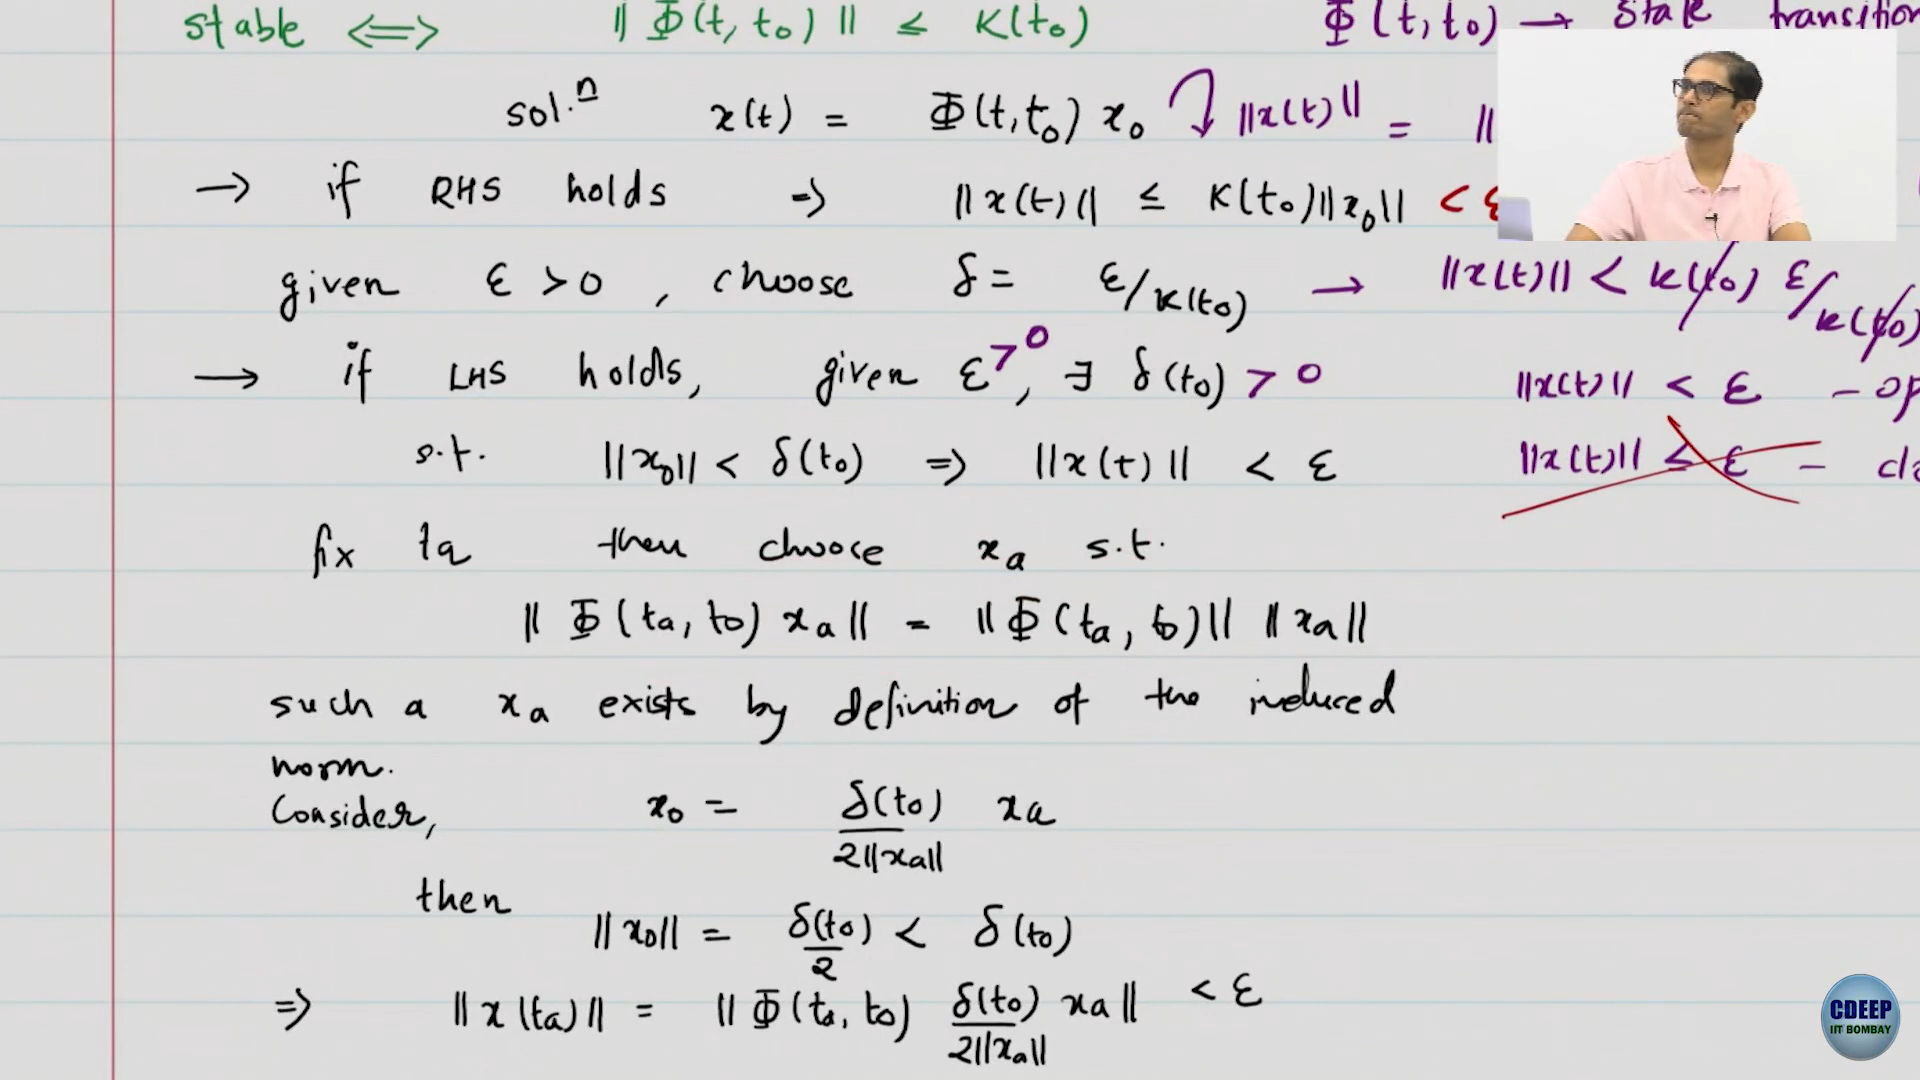 stable ⟺ ‖Φ(t, t₀)‖ ≤ K(t₀) Φ(t, t₀) → state transition
sol.ⁿ x(t) = Φ(t, t₀) x₀ ‖x(t)‖ = ‖
→ if RHS holds ⇒ ‖x(t)‖ ≤ K(t₀)‖x₀‖ < ε
given ε > 0, choose δ = ε/K(t₀) → ‖x(t)‖ < K(t₀) ε/K(t₀)
→ if LHS holds, given ε > 0, ∃ δ(t₀) > 0 ‖x(t)‖ < ε – op
s.t. ‖x₀‖ < δ(t₀) ⇒ ‖x(t)‖ < ε ‖x(t)‖ ≤ ε –
fix ta then choose xa s.t.
‖Φ(ta, t₀) xa‖ = ‖Φ(ta, t₀)‖ ‖xa‖
such a xa exists by definition of the induced
norm.
Consider, x₀ = δ(t₀)/2‖xa‖ xa
then
‖x₀‖ = δ(t₀)/2 < δ(t₀)
⇒ ‖x(ta)‖ = ‖Φ(ta, t₀) δ(t₀)/2‖xa‖ xa‖ < ε
CDEEP
IIT BOMBAY